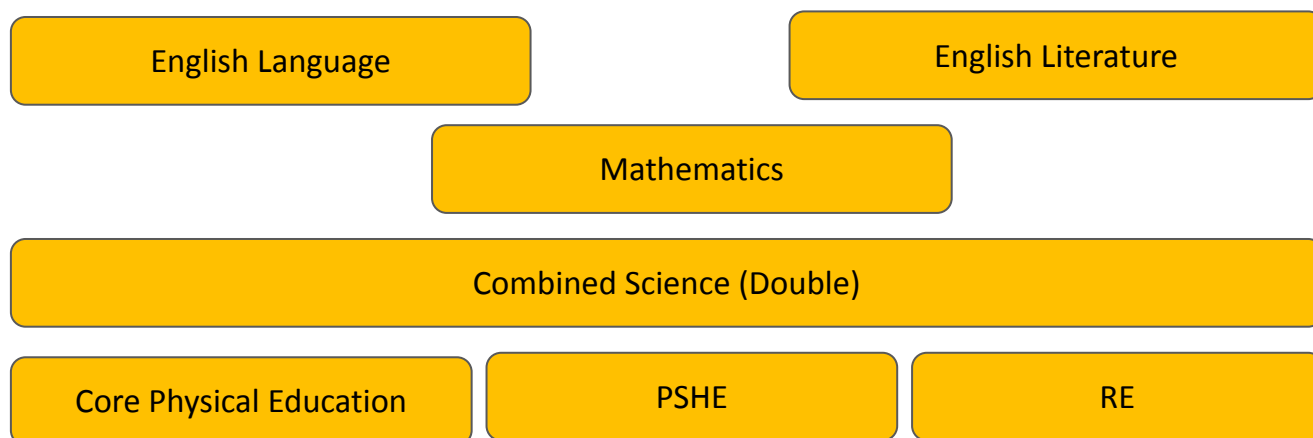 English Language
English Literature
Mathematics
Combined Science (Double)
Core Physical Education
PSHE
RE